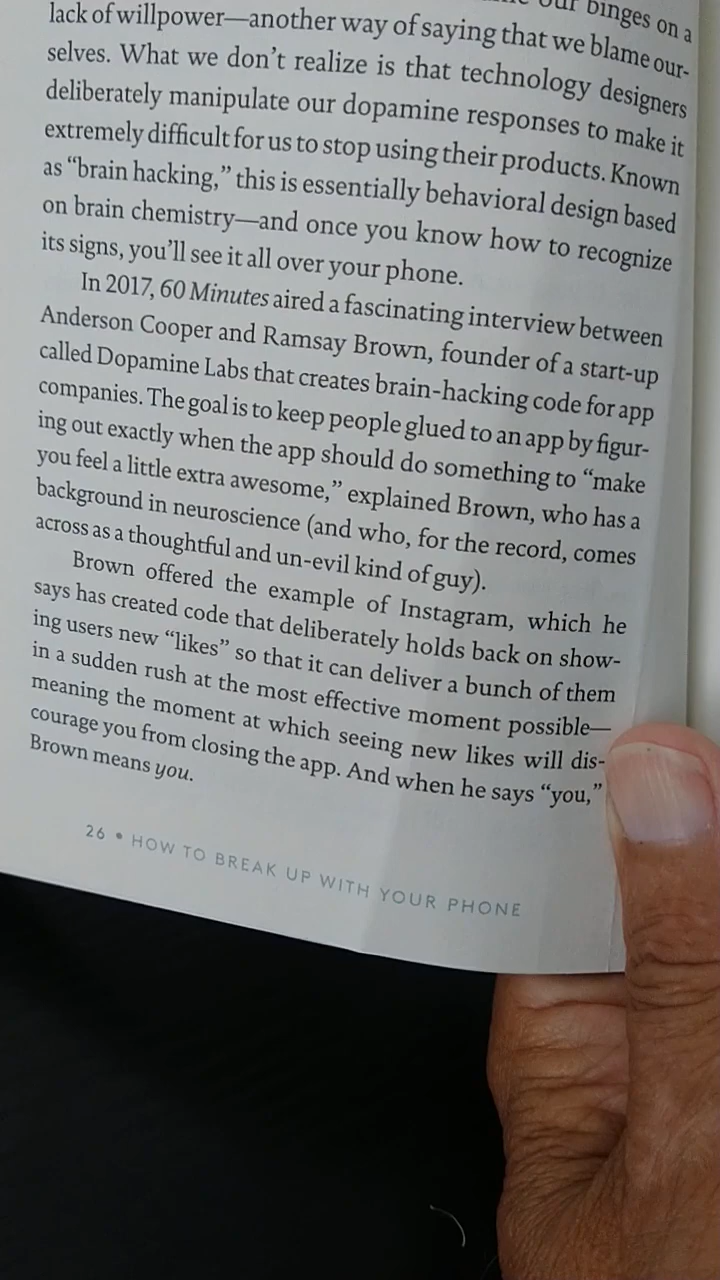 our binges on a
lack of willpower—another way of saying that we blame our-
selves. What we don't realize is that technology designers
deliberately manipulate our dopamine responses to make it
extremely difficult for us to stop using their products. Known
as "brain hacking," this is essentially behavioral design based
on brain chemistry—and once you know how to recognize
its signs, you'll see it all over your phone.
In 2017, 60 Minutes aired a fascinating interview between
Anderson Cooper and Ramsay Brown, founder of a start-up
called Dopamine Labs that creates brain-hacking code for app
companies. The goal is to keep people glued to an app by figur-
ing out exactly when the app should do something to "make
you feel a little extra awesome," explained Brown, who has a
background in neuroscience (and who, for the record, comes
across as a thoughtful and un-evil kind of guy).
Brown offered the example of Instagram, which he
says has created code that deliberately holds back on show-
ing users new "likes" so that it can deliver a bunch of them
in a sudden rush at the most effective moment possible—
meaning the moment at which seeing new likes will dis-
courage you from closing the app. And when he says "you,"
Brown means you.
26 • HOW TO BREAK UP WITH YOUR PHONE